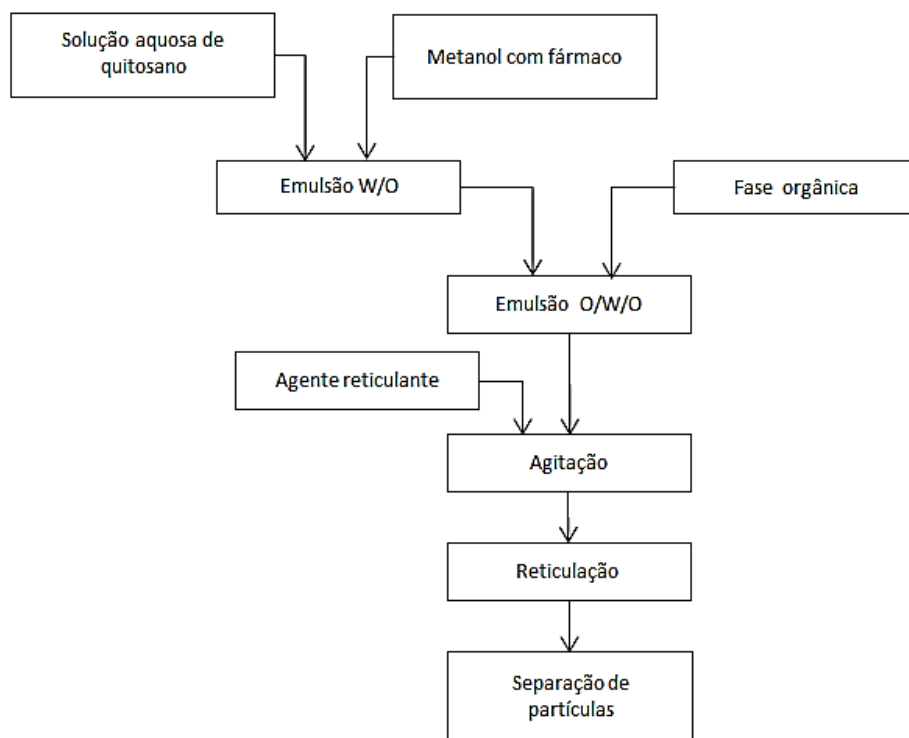 Solução aquosa de
quitosano
Metanol com fármaco
Emulsão W/O
Fase orgânica
Emulsão O/W/O
Agente reticulante
Agitação
Reticulação
Separação de
partículas